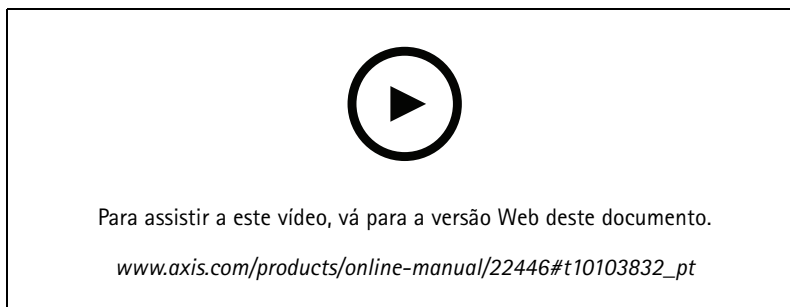 Para assistir a este vídeo, vá para a versão Web deste documento.
www.axis.com/products/online-manual/22446#t10103832_pt